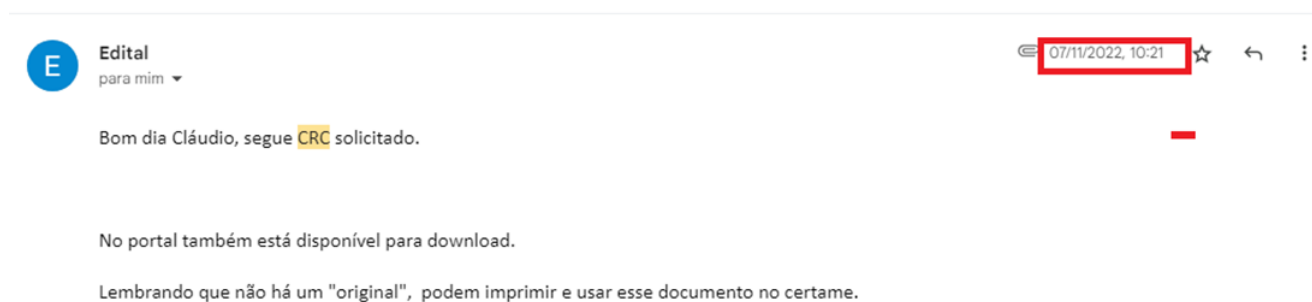 E
Edital
07/11/2022, 10:21
para mim
Bom dia Cláudio, segue CRC solicitado.
No portal também está disponível para download.
Lembrando que não há um "original",  podem imprimir e usar esse documento no certame.